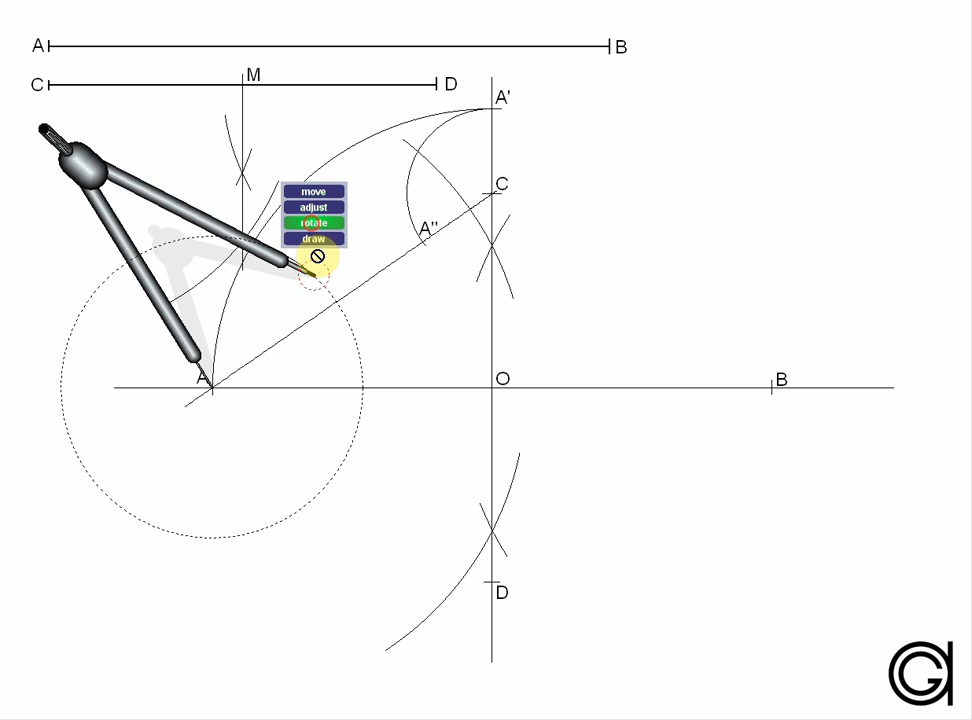 A B
C M D
A'
C
move
adjust
rotate
draw
A''
A O B
D
G